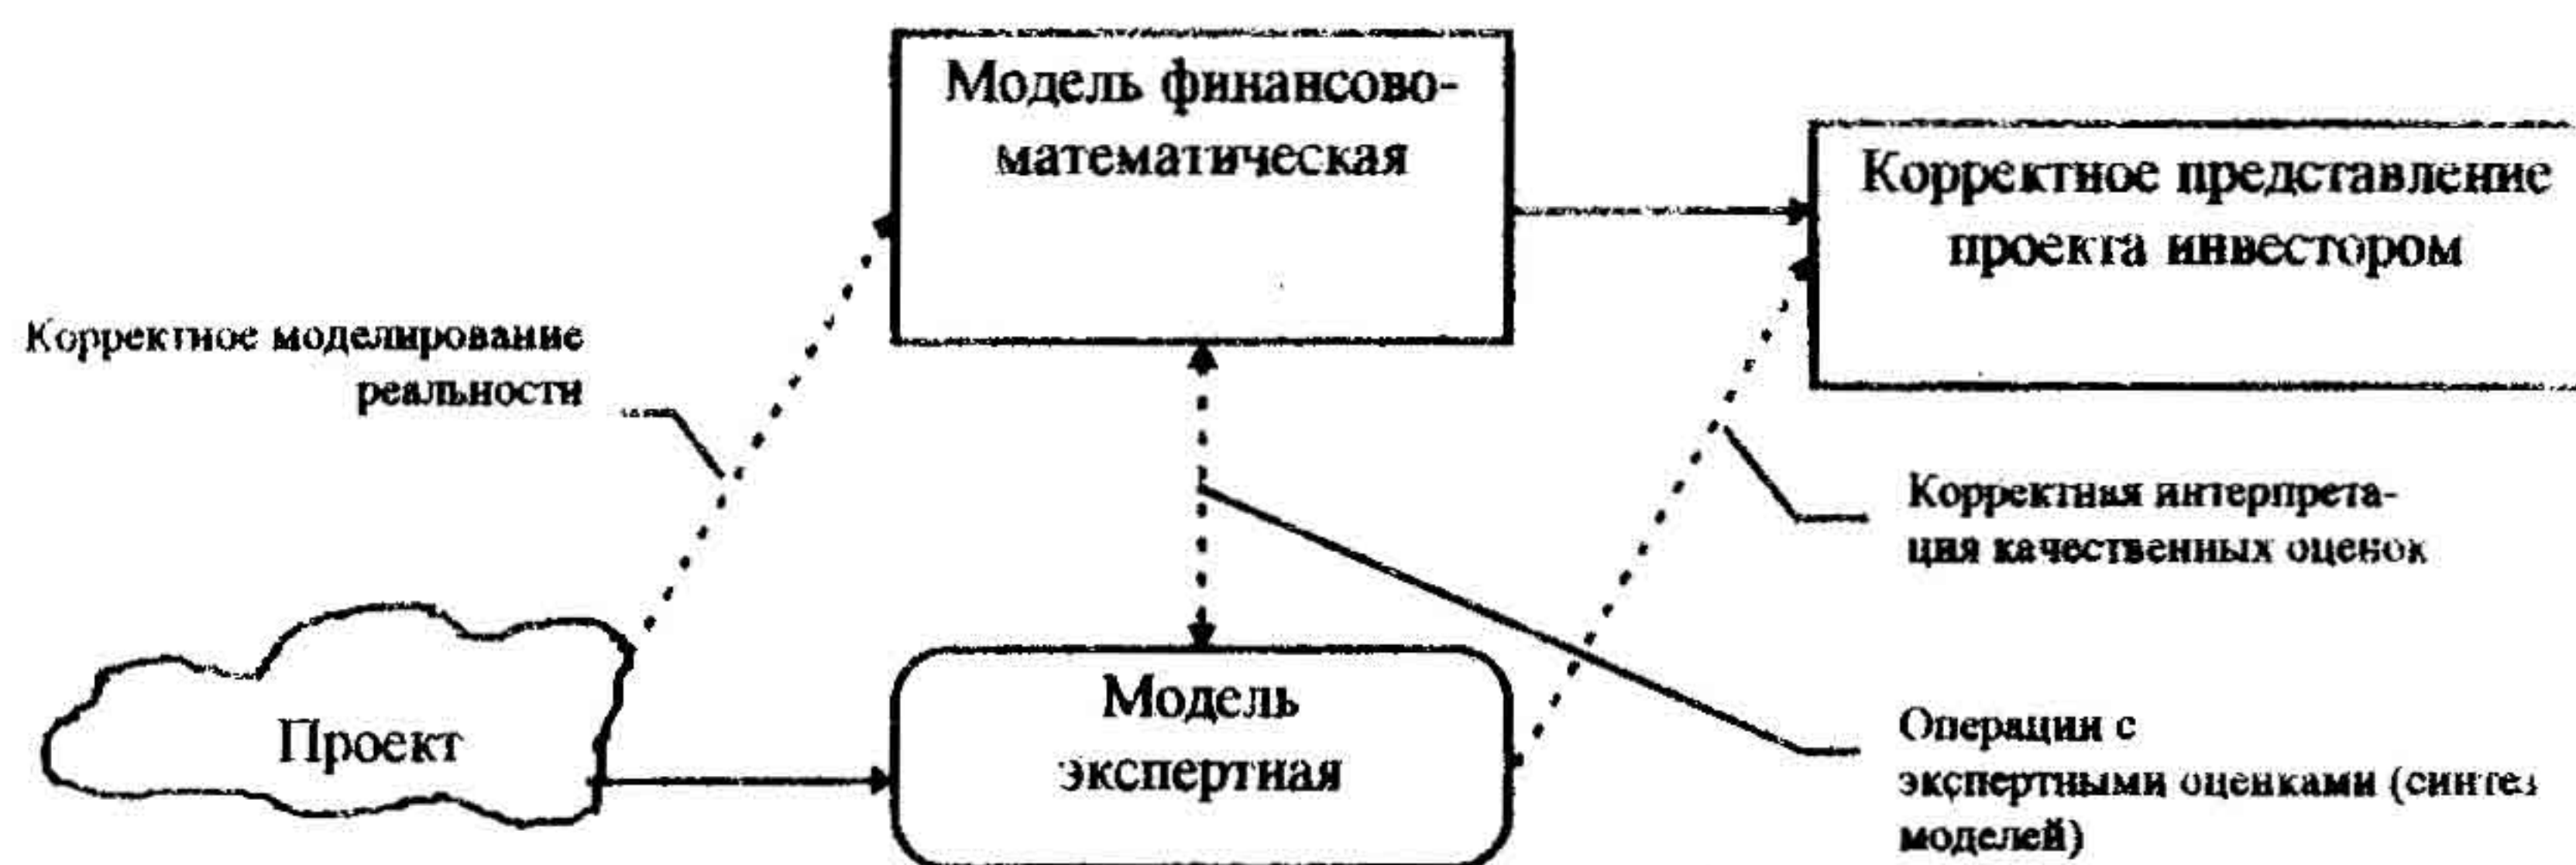 Модель финансово-
математическая
Корректное представление
проекта инвестором
Корректное моделирование
реальности
Корректная интерпрета-
ция качественных оценок
Проект
Модель
экспертная
Операции с
экспертными оценками (синтез
моделей)